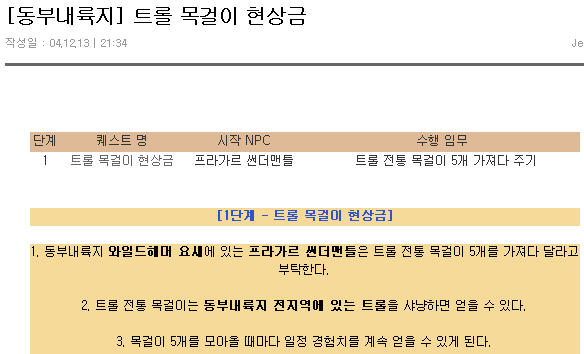 [동부내륙지] 트롤 목걸이 현상금
작성일 : 04,12,13 | 21:34
Je
단계 퀘스트 명 시작 NPC 수행 임무
1 트롤 목걸이 현상금 프라가르 썬더맨틀 트롤 전통 목걸이 5개 가져다 주기
[1단계 - 트롤 목걸이 현상금]
1. 동부내륙지 와일드해머 요새에 있는 프라가르 썬더맨틀은 트롤 전통 목걸이 5개를 가져다 달라고
부탁한다.
2. 트롤 전통 목걸이는 동부내륙지 전지역에 있는 트롤을 사냥하면 얻을 수 있다.
3. 목걸이 5개를 모아올 때마다 일정 경험치를 계속 얻을 수 있게 된다.